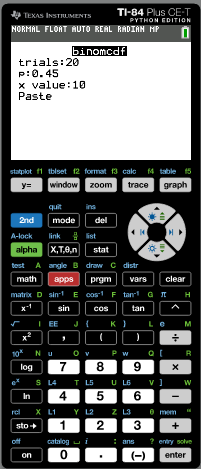 TEXAS INSTRUMENTS TI-84 Plus CE-T
PYTHON EDITION
NORMAL FLOAT AUTO REAL RADIAN MP
binomcdf
trials:20
p:0.45
x value:10
Paste
statplot f1 tblset f2 format f3 calc f4 table f5
y= window zoom trace graph
quit ins
2nd mode del
A-lock link list
alpha X,T,θ,n stat
test A angle B draw C distr
math apps prgm vars clear
matrix D sin⁻¹ E cos⁻¹ F tan⁻¹ G π H
x⁻¹ sin cos tan ^
√ I EE J { K } L e M
x² , ( ) ÷
10ˣ N u O v P w Q [ R
log 7 8 9 ×
eˣ S L4 T L5 U L6 V ] W
ln 4 5 6 −
rcl X L1 Y L2 Z L3 θ mem "
sto→ 1 2 3 +
off catalog i : ans ? entry solve
on 0 . (−) enter